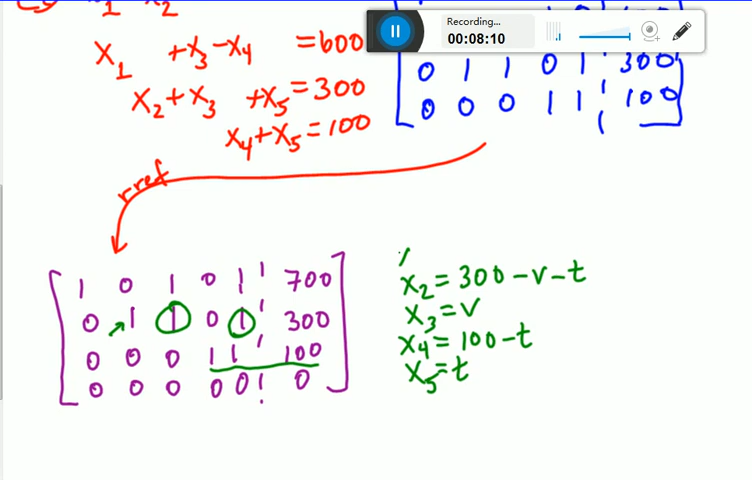 x₁ x₂
x₁ +x₃-x₄ =600
x₂+x₃ +x₅=300
x₄+x₅=100
Recording...
00:08:10
0 1 1 0 1 300
0 0 0 1 1 100
rref
1 0 1 0 1 700
0 1 1 0 1 300
0 0 0 1 1 100
0 0 0 0 0 0
x₂=300-v-t
x₃=v
x₄=100-t
x₅=t